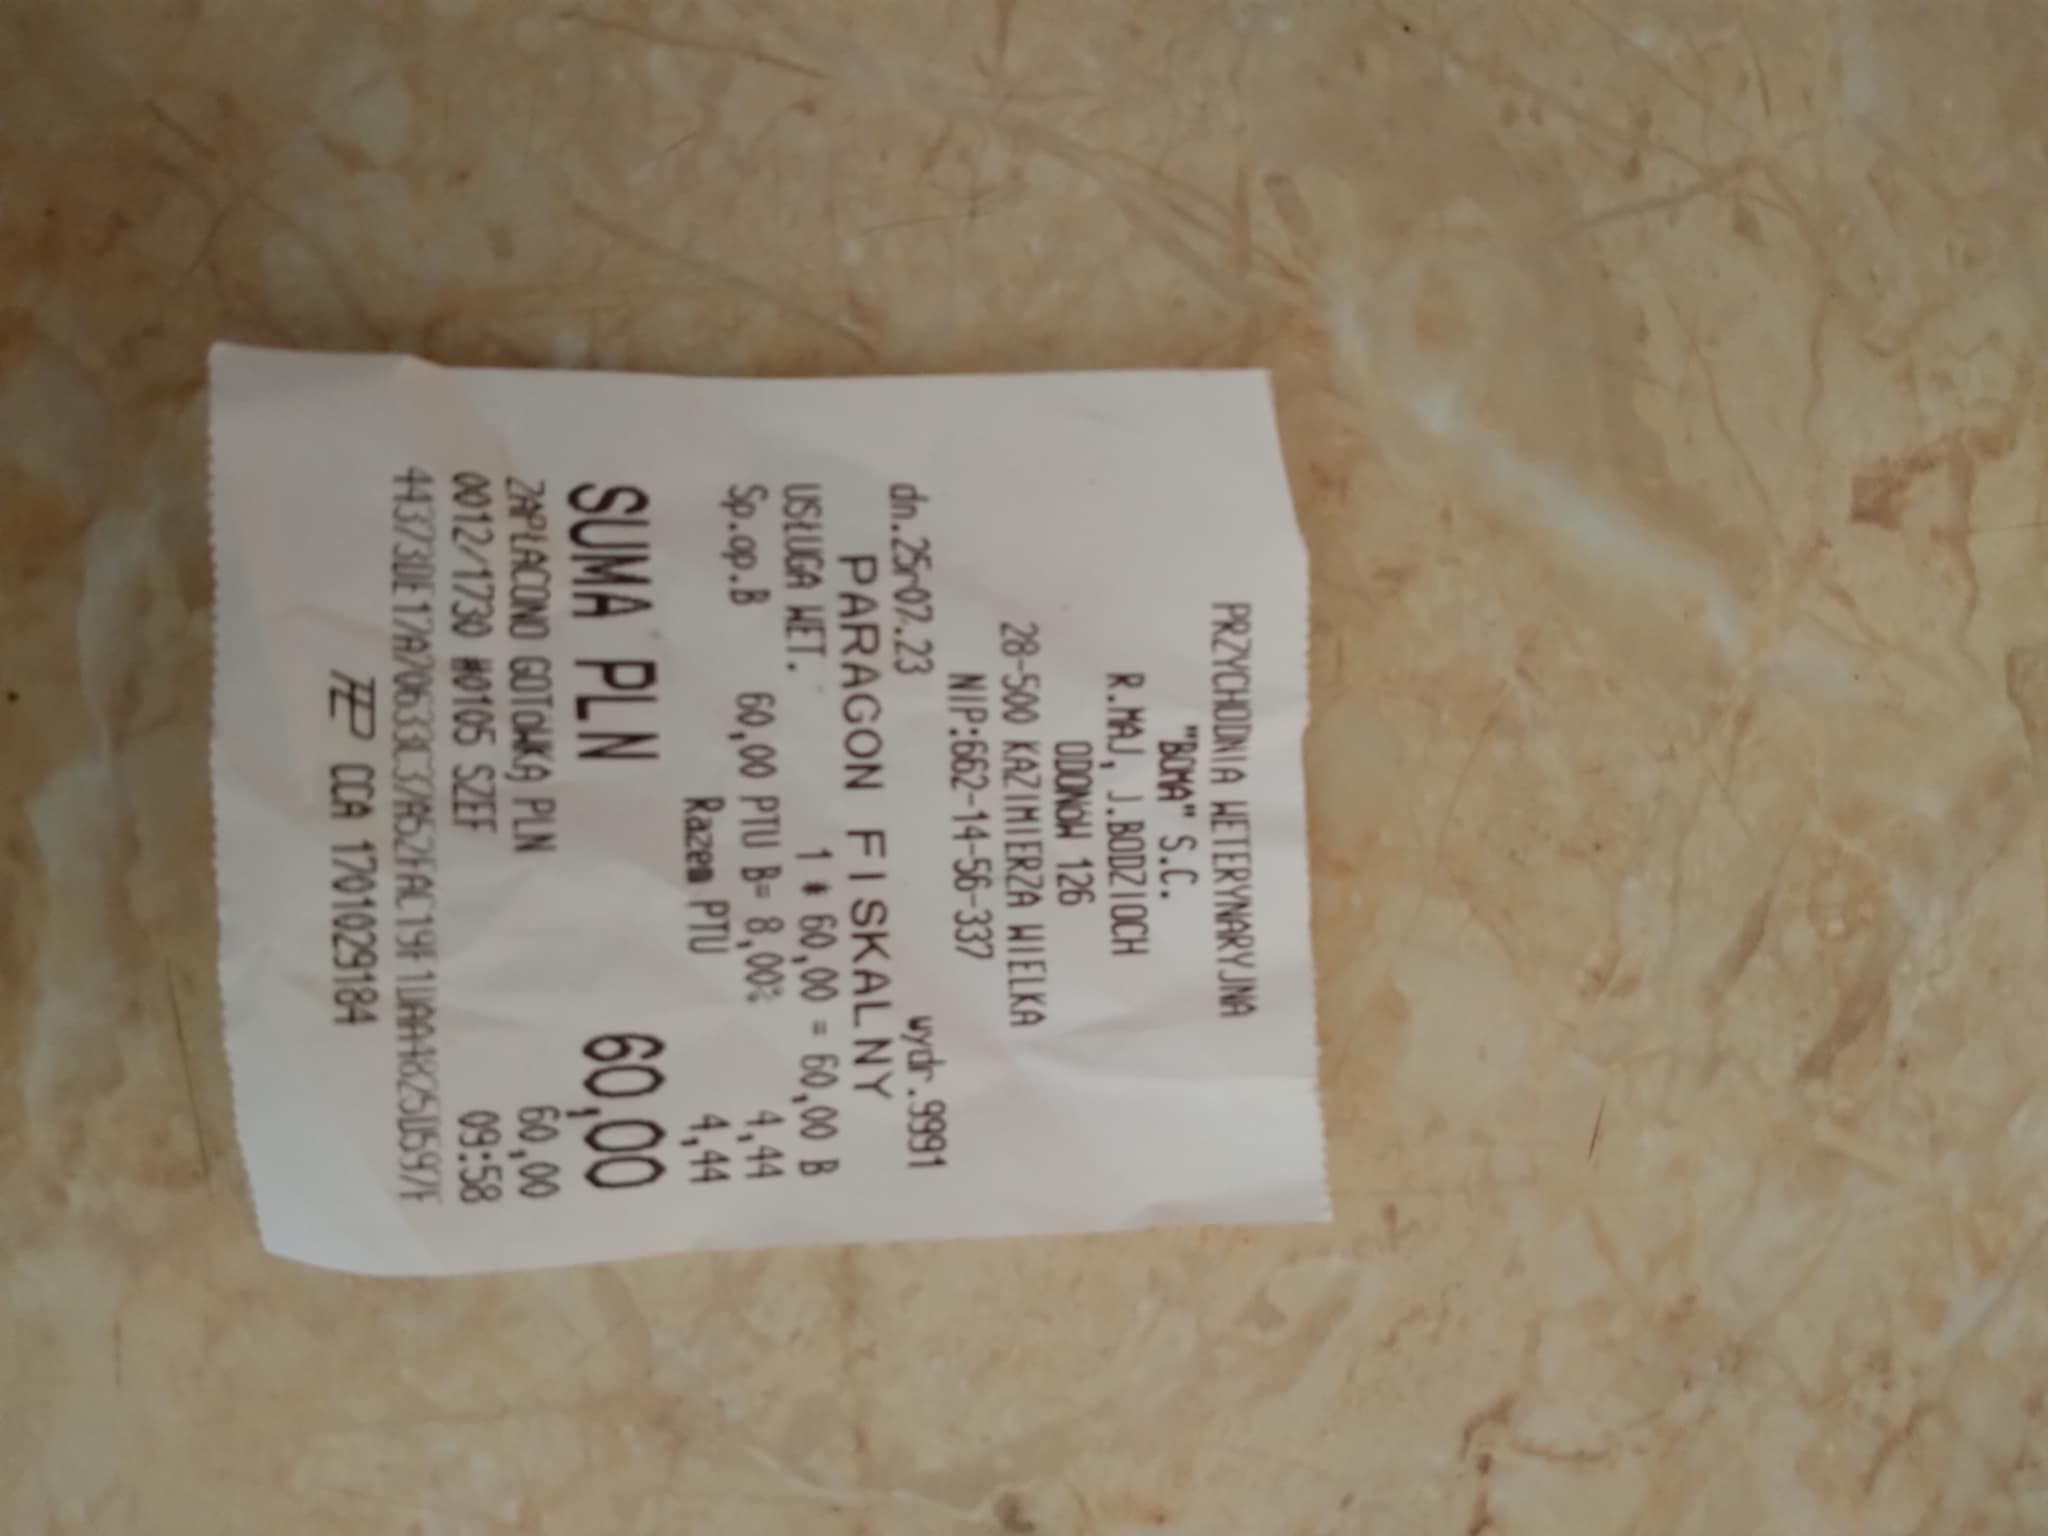 PRZYCHODNIA WETERYNARYJNA
"BOMA" S.C.
R.MAJ, J.BODZIOCH
ODONÓW 126
28-500 KAZIMIERZA WIELKA
NIP:662-14-56-337
dn.25r07.23 wydr.9991
PARAGON FISKALNY
USŁUGA WET. 1 * 60,00 = 60,00 B
Sp.op.B 60,00 PTU B= 8,00% 4,44
Razem PTU 4,44
SUMA PLN 60,00
ZAPŁACONO GOTÓWKĄ PLN 60,00
0012/1730 #0105 SZEF 09:58
CCA 1701029184